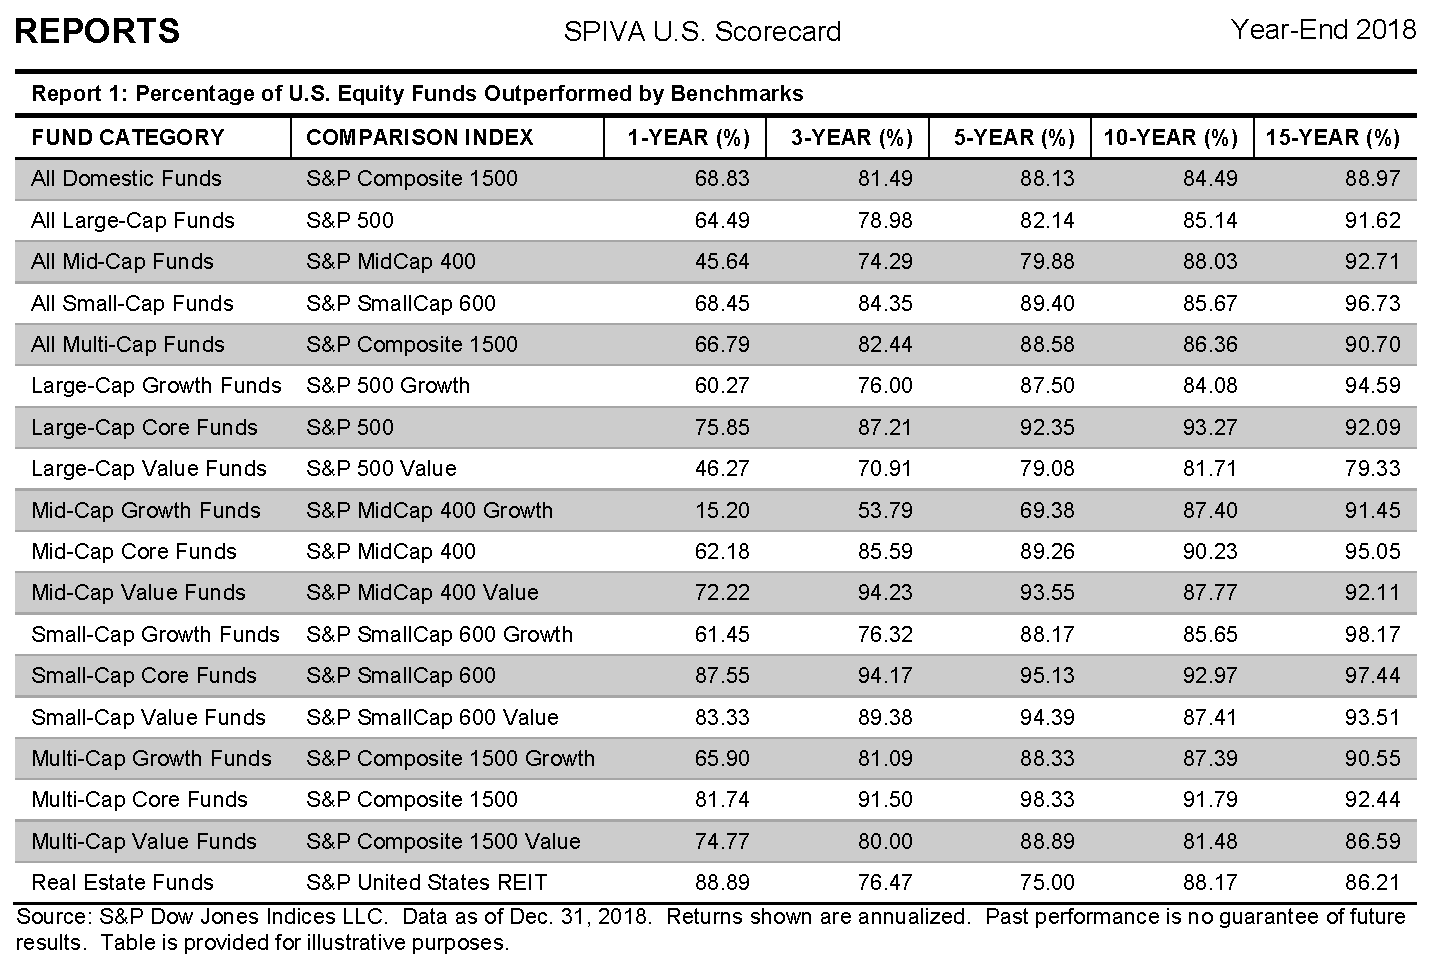 REPORTS SPIVA U.S. Scorecard Year-End 2018
Report 1: Percentage of U.S. Equity Funds Outperformed by Benchmarks
FUND CATEGORY COMPARISON INDEX 1-YEAR (%) 3-YEAR (%) 5-YEAR (%) 10-YEAR (%) 15-YEAR (%)
All Domestic Funds S&P Composite 1500 68.83 81.49 88.13 84.49 88.97
All Large-Cap Funds S&P 500 64.49 78.98 82.14 85.14 91.62
All Mid-Cap Funds S&P MidCap 400 45.64 74.29 79.88 88.03 92.71
All Small-Cap Funds S&P SmallCap 600 68.45 84.35 89.40 85.67 96.73
All Multi-Cap Funds S&P Composite 1500 66.79 82.44 88.58 86.36 90.70
Large-Cap Growth Funds S&P 500 Growth 60.27 76.00 87.50 84.08 94.59
Large-Cap Core Funds S&P 500 75.85 87.21 92.35 93.27 92.09
Large-Cap Value Funds S&P 500 Value 46.27 70.91 79.08 81.71 79.33
Mid-Cap Growth Funds S&P MidCap 400 Growth 15.20 53.79 69.38 87.40 91.45
Mid-Cap Core Funds S&P MidCap 400 62.18 85.59 89.26 90.23 95.05
Mid-Cap Value Funds S&P MidCap 400 Value 72.22 94.23 93.55 87.77 92.11
Small-Cap Growth Funds S&P SmallCap 600 Growth 61.45 76.32 88.17 85.65 98.17
Small-Cap Core Funds S&P SmallCap 600 87.55 94.17 95.13 92.97 97.44
Small-Cap Value Funds S&P SmallCap 600 Value 83.33 89.38 94.39 87.41 93.51
Multi-Cap Growth Funds S&P Composite 1500 Growth 65.90 81.09 88.33 87.39 90.55
Multi-Cap Core Funds S&P Composite 1500 81.74 91.50 98.33 91.79 92.44
Multi-Cap Value Funds S&P Composite 1500 Value 74.77 80.00 88.89 81.48 86.59
Real Estate Funds S&P United States REIT 88.89 76.47 75.00 88.17 86.21
Source: S&P Dow Jones Indices LLC. Data as of Dec. 31, 2018. Returns shown are annualized. Past performance is no guarantee of future
results. Table is provided for illustrative purposes.